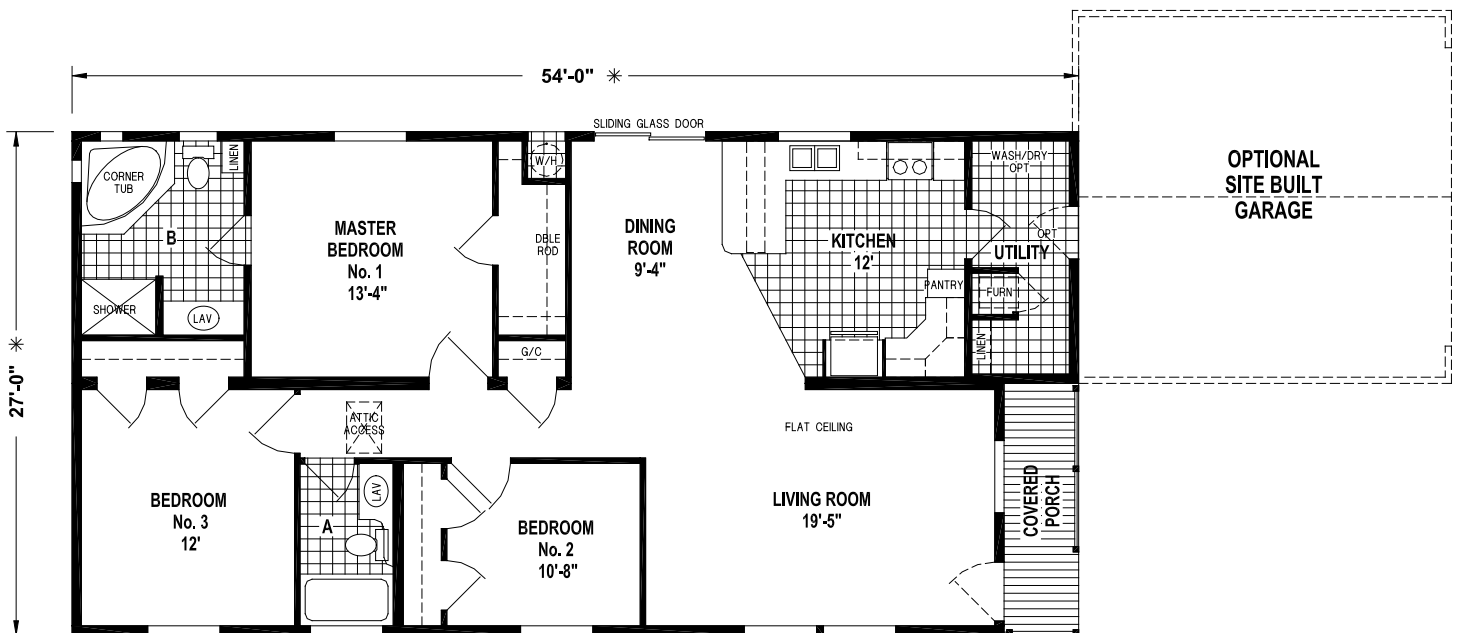 54'-0" ✳
27'-0" ✳
SLIDING GLASS DOOR
OPTIONAL
SITE BUILT
GARAGE
CORNER
TUB
LINEN
B
SHOWER
LAV
MASTER
BEDROOM
No. 1
13'-4"
W/H
DBLE
ROD
G/C
DINING
ROOM
9'-4"
KITCHEN
12'
PANTRY
WASH/DRY
OPT
OPT
UTILITY
FURN
LINEN
ATTIC
ACCESS
FLAT CEILING
BEDROOM
No. 3
12'
A
LAV
BEDROOM
No. 2
10'-8"
LIVING ROOM
19'-5"
COVERED
PORCH